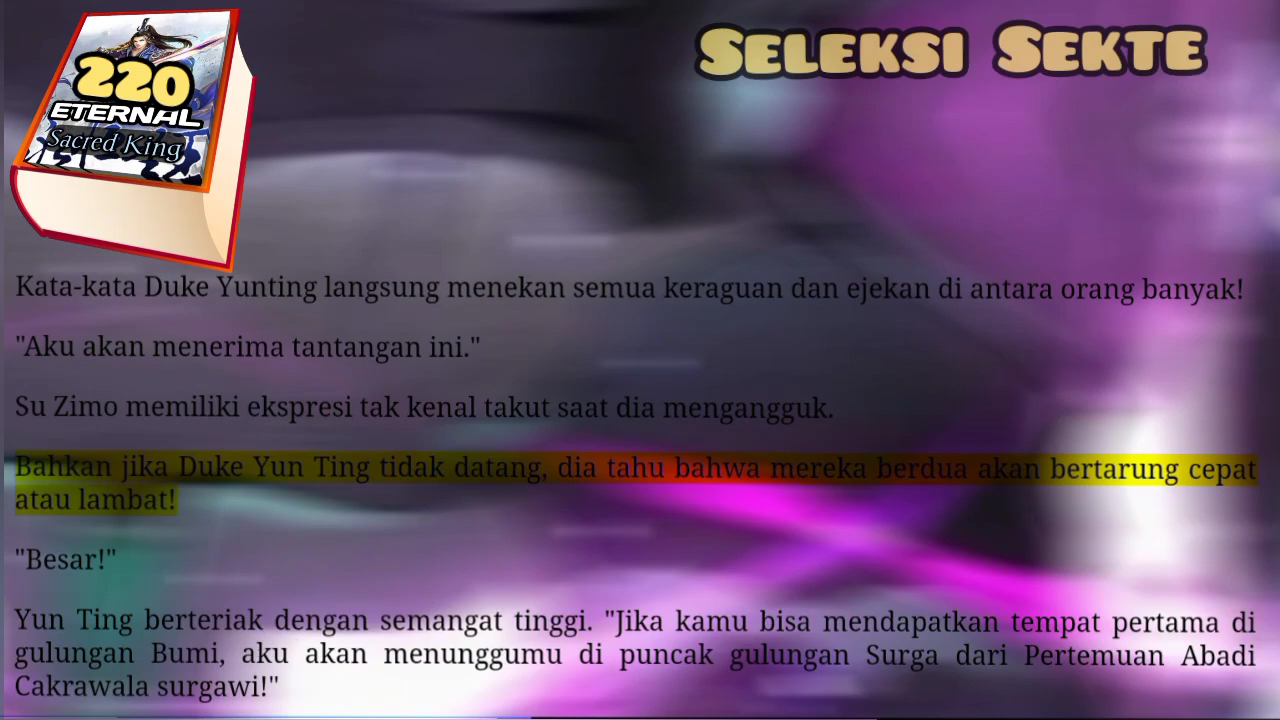 220
ETERNAL
Sacred King
Seleksi Sekte
Kata-kata Duke Yunting langsung menekan semua keraguan dan ejekan di antara orang banyak!
"Aku akan menerima tantangan ini."
Su Zimo memiliki ekspresi tak kenal takut saat dia mengangguk.
Bahkan jika Duke Yun Ting tidak datang, dia tahu bahwa mereka berdua akan bertarung cepat
atau lambat!
"Besar!"
Yun Ting berteriak dengan semangat tinggi. "Jika kamu bisa mendapatkan tempat pertama di
gulungan Bumi, aku akan menunggumu di puncak gulungan Surga dari Pertemuan Abadi
Cakrawala surgawi!"